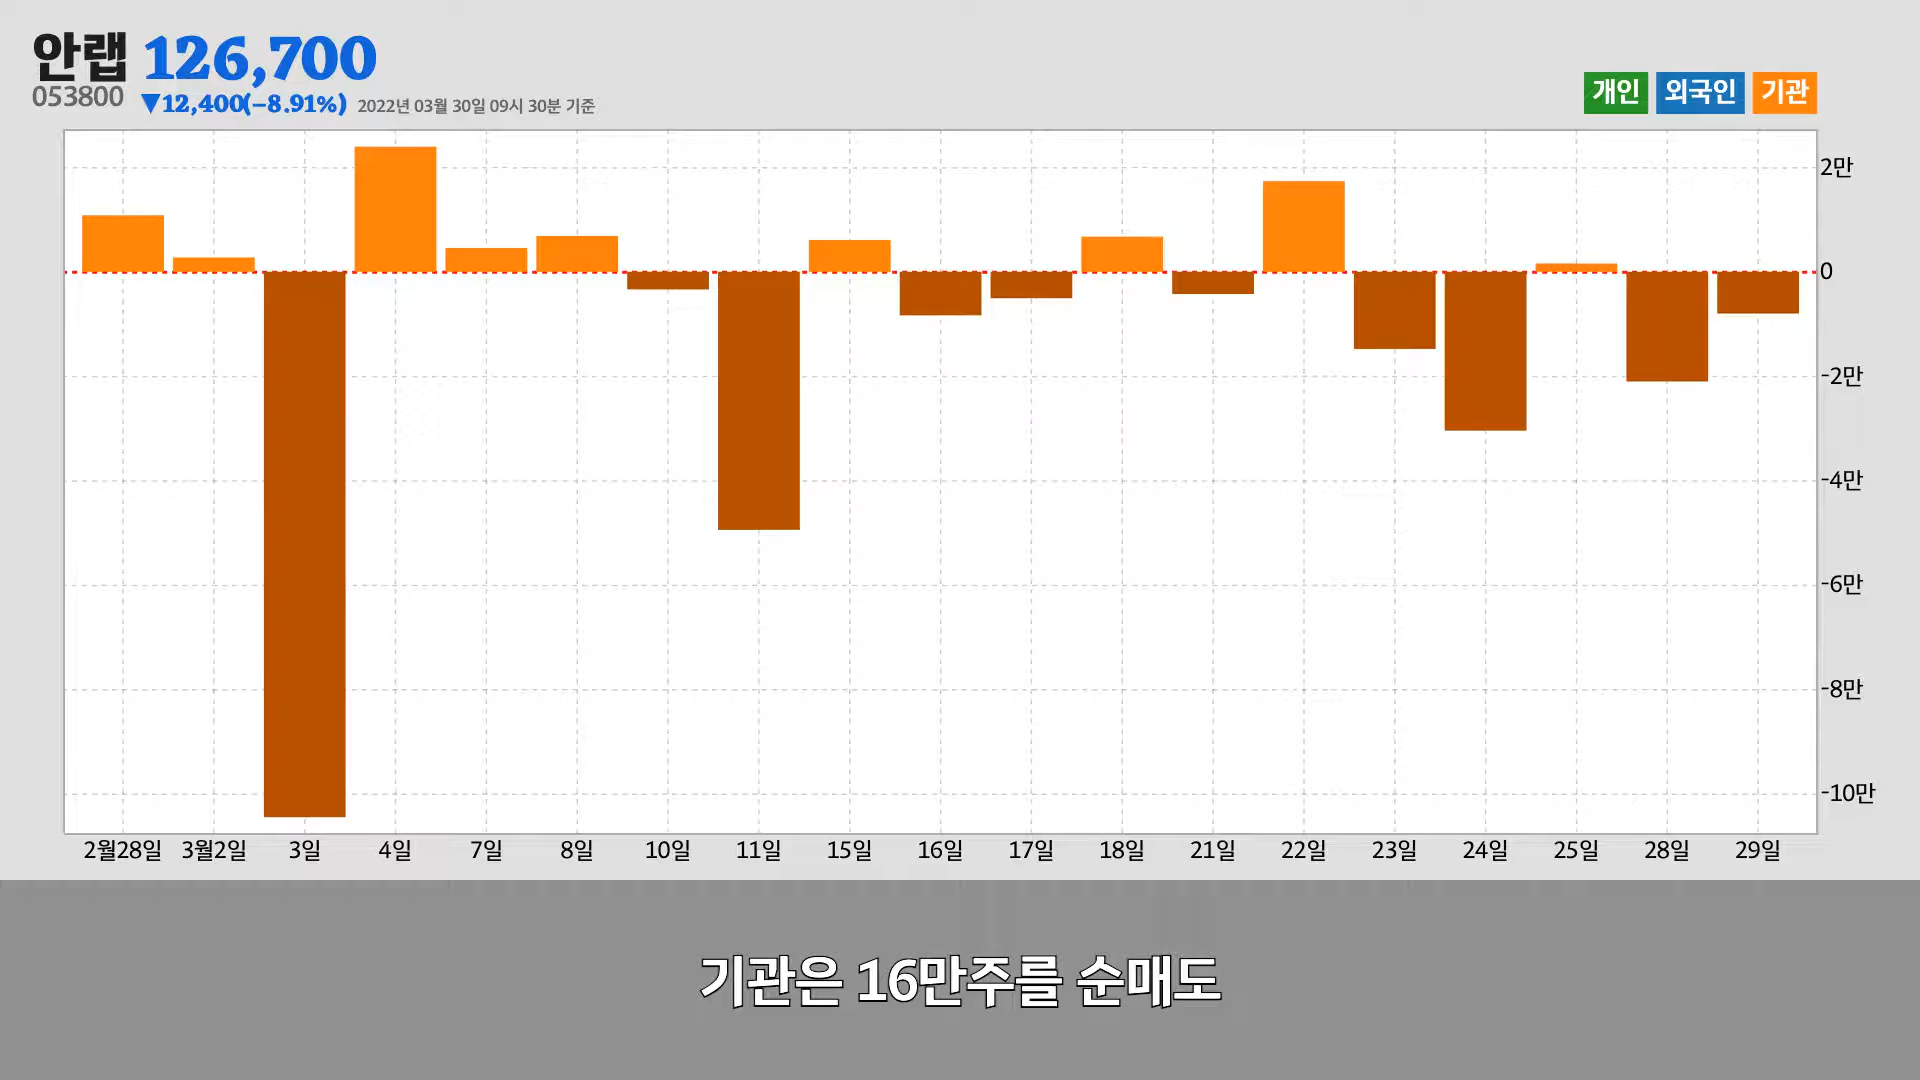 안랩 126,700
053800 ▼12,400(−8.91%) 2022년 03월 30일 09시 30분 기준
개인 외국인 기관
2만
0
-2만
-4만
-6만
-8만
-10만
2월28일 3월2일 3일 4일 7일 8일 10일 11일 15일 16일 17일 18일 21일 22일 23일 24일 25일 28일 29일
기관은 16만주를 순매도